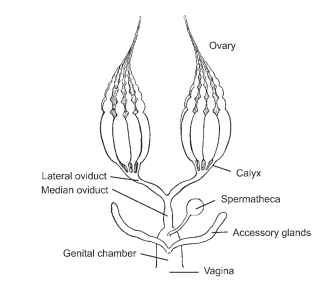 Ovary
Calyx
Lateral oviduct
Median oviduct
Spermatheca
Accessory glands
Genital chamber
Vagina